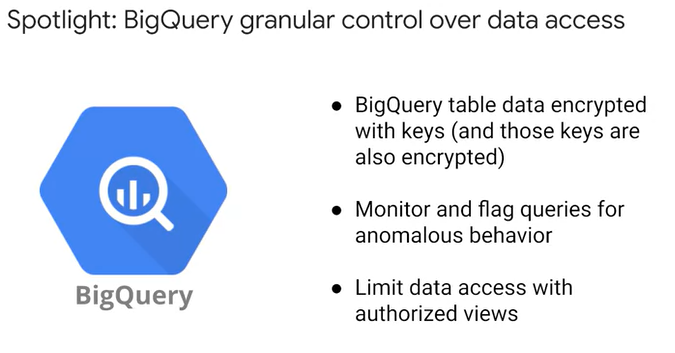 Spotlight: BigQuery granular control over data access
● BigQuery table data encrypted
with keys (and those keys are
also encrypted)
● Monitor and flag queries for
anomalous behavior
● Limit data access with
authorized views
BigQuery